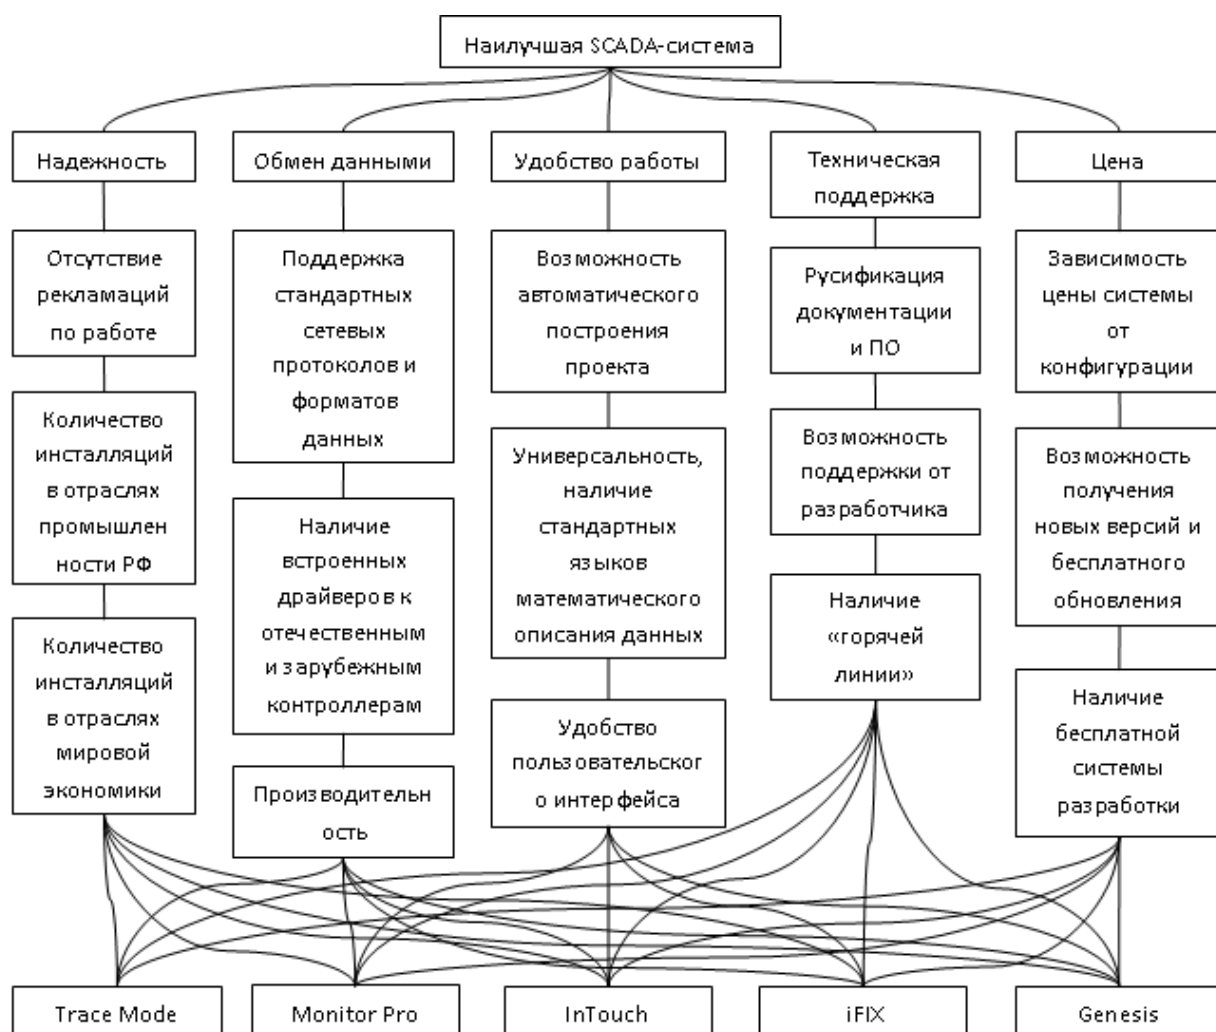 Наилучшая SCADA-система
Надежность
Обмен данными
Удобство работы
Техническая
поддержка
Цена
Отсутствие
рекламаций
по работе
Поддержка
стандартных
сетевых
протоколов и
форматов
данных
Возможность
автоматического
построения
проекта
Русификация
документации
и ПО
Зависимость
цены системы
от
конфигурации
Количество
инсталляций
в отраслях
промышлен
ности РФ
Наличие
встроенных
драйверов к
отечественным
и зарубежным
контроллерам
Универсальность,
наличие
стандартных
языков
математического
описания данных
Возможность
поддержки от
разработчика
Возможность
получения
новых версий и
бесплатного
обновления
Количество
инсталляций
в отраслях
мировой
экономики
Производительн
ость
Удобство
пользовательског
о интерфейса
Наличие
«горячей
линии»
Наличие
бесплатной
системы
разработки
Trace Mode
Monitor Pro
InTouch
iFIX
Genesis